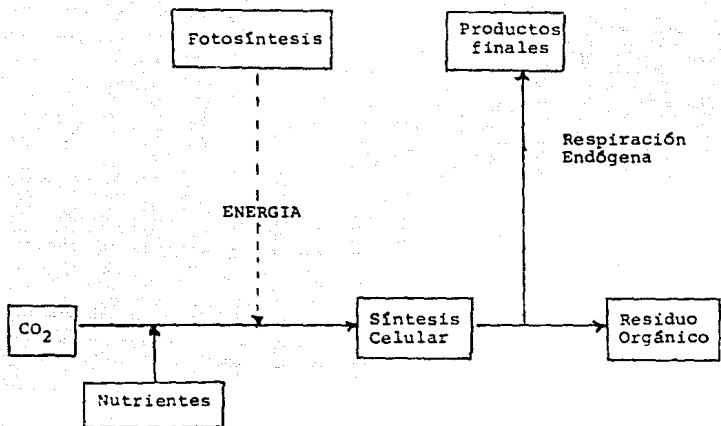 Fotosíntesis
Productos
finales
Respiración
Endógena
ENERGIA
CO2
Síntesis
Celular
Residuo
Orgánico
Nutrientes